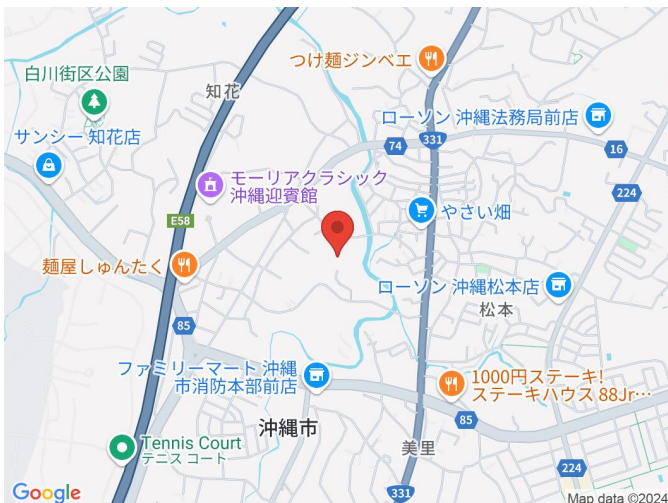 つけ麺ジンベエ
白川街区公園
知花
ローソン 沖縄法務局前店
331
74
16
サンシー 知花店
モーリアクラシック
沖縄迎賓館
224
E58
やさい畑
麺屋しゅんたく
ローソン 沖縄松本店
松本
85
ファミリーマート 沖縄
市消防本部前店
1000円ステーキ!
ステーキハウス 88Jr…
85
沖縄市
Tennis Court
テニスコート
美里
224
331
Google
Map data ©2024